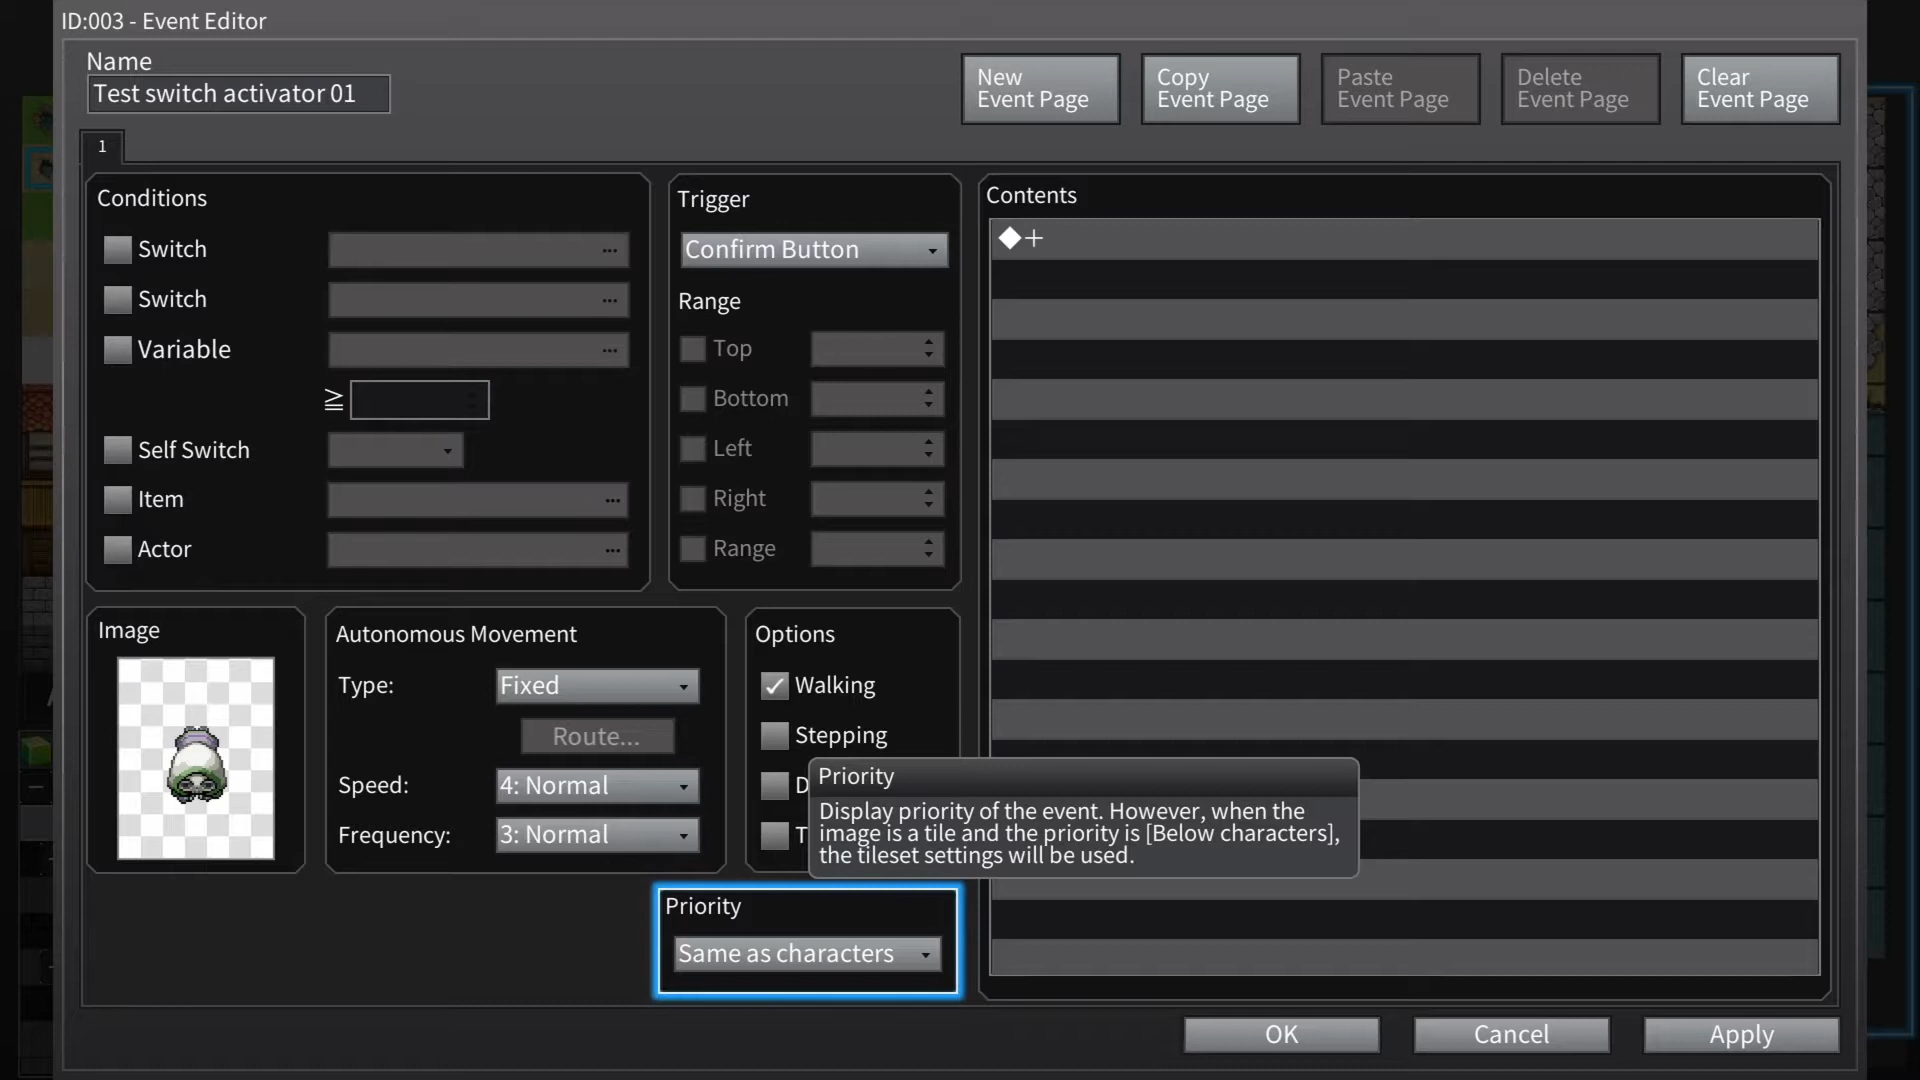 ID:003 - Event Editor
Name
Test switch activator 01
New
Event Page
Copy
Event Page
Paste
Event Page
Delete
Event Page
Clear
Event Page
1
Conditions
Switch
...
Switch
...
Variable
...
≧
Self Switch
Item
...
Actor
...
Trigger
Confirm Button
Range
Top
Bottom
Left
Right
Range
Contents
◆+
Image
Autonomous Movement
Type:
Fixed
Route...
Speed:
4: Normal
Frequency:
3: Normal
Options
Walking
Stepping
D
T
Priority
Display priority of the event. However, when the
image is a tile and the priority is [Below characters],
the tileset settings will be used.
Priority
Same as characters
OK
Cancel
Apply